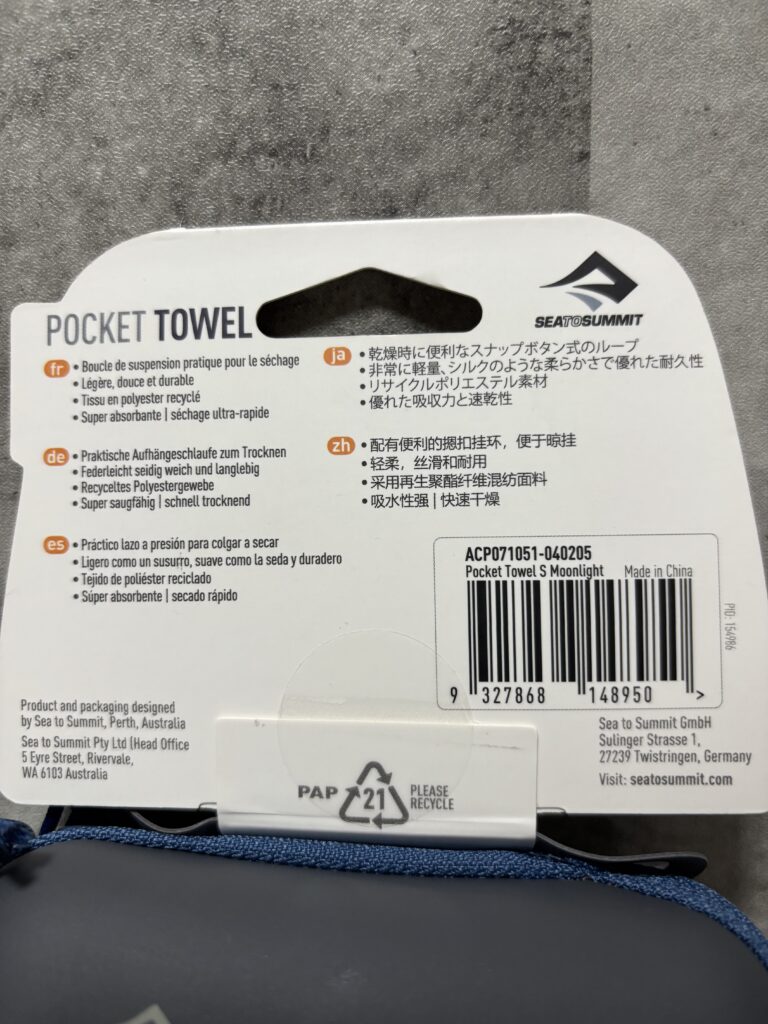 POCKET TOWEL
SEATOSUMMIT
fr
• Boucle de suspension pratique pour le séchage
• Légère, douce et durable
• Tissu en polyester recyclé
• Super absorbante | séchage ultra-rapide
de
• Praktische Aufhängeschlaufe zum Trocknen
• Federleicht seidig weich und langlebig
• Recyceltes Polyestergewebe
• Super saugfähig | schnell trocknend
es
• Práctico lazo a presión para colgar a secar
• Ligero como un susurro, suave como la seda y duradero
• Tejido de poliéster reciclado
• Súper absorbente | secado rápido
ja
• 乾燥時に便利なスナップボタン式のループ
• 非常に軽量、シルクのような柔らかさで優れた耐久性
• リサイクルポリエステル素材
• 優れた吸収力と速乾性
zh
• 配有便利的摁扣挂环，便于晾挂
• 轻柔，丝滑和耐用
• 采用再生聚酯纤维混纺面料
• 吸水性强 | 快速干燥
ACP071051-040205
Pocket Towel S Moonlight Made in China
9 327868 148950 >
PID: 154986
Product and packaging designed
by Sea to Summit, Perth, Australia
Sea to Summit Pty Ltd (Head Office
5 Eyre Street, Rivervale,
WA 6103 Australia
PAP 21 PLEASE
RECYCLE
Sea to Summit GmbH
Sulinger Strasse 1,
27239 Twistringen, Germany
Visit: seatosummit.com